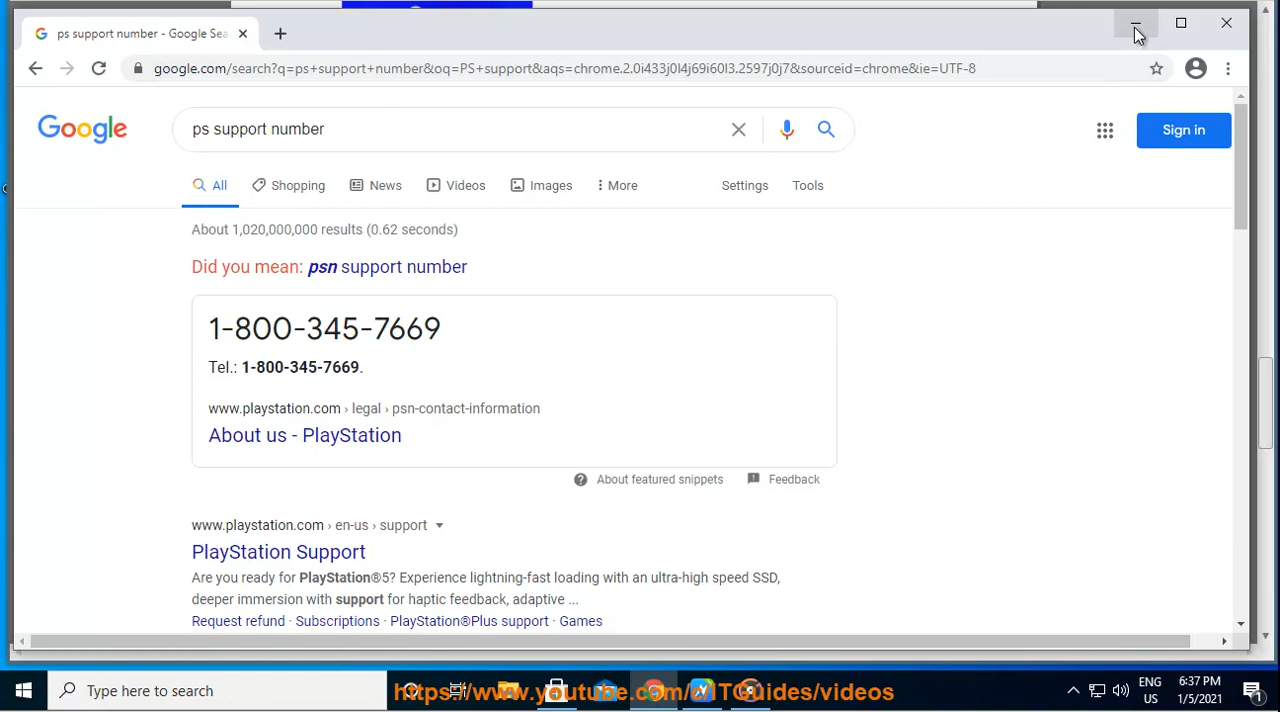 ps support number - Google Sea
google.com/search?q=ps+support+number&oq=PS+support&aqs=chrome.2.0i433j0l4j69i60l3.2597j0j7&sourceid=chrome&ie=UTF-8
Google
ps support number
Sign in
All
Shopping
News
Videos
Images
More
Settings
Tools
About 1,020,000,000 results (0.62 seconds)
Did you mean: psn support number
1-800-345-7669
Tel.: 1-800-345-7669.
www.playstation.com › legal › psn-contact-information
About us - PlayStation
About featured snippets
Feedback
www.playstation.com › en-us › support
PlayStation Support
Are you ready for PlayStation®5? Experience lightning-fast loading with an ultra-high speed SSD,
deeper immersion with support for haptic feedback, adaptive ...
Request refund · Subscriptions · PlayStation®Plus support · Games
Type here to search
https://www.youtube.com/c/ITGuides/videos
ENG
US
6:37 PM
1/5/2021
1